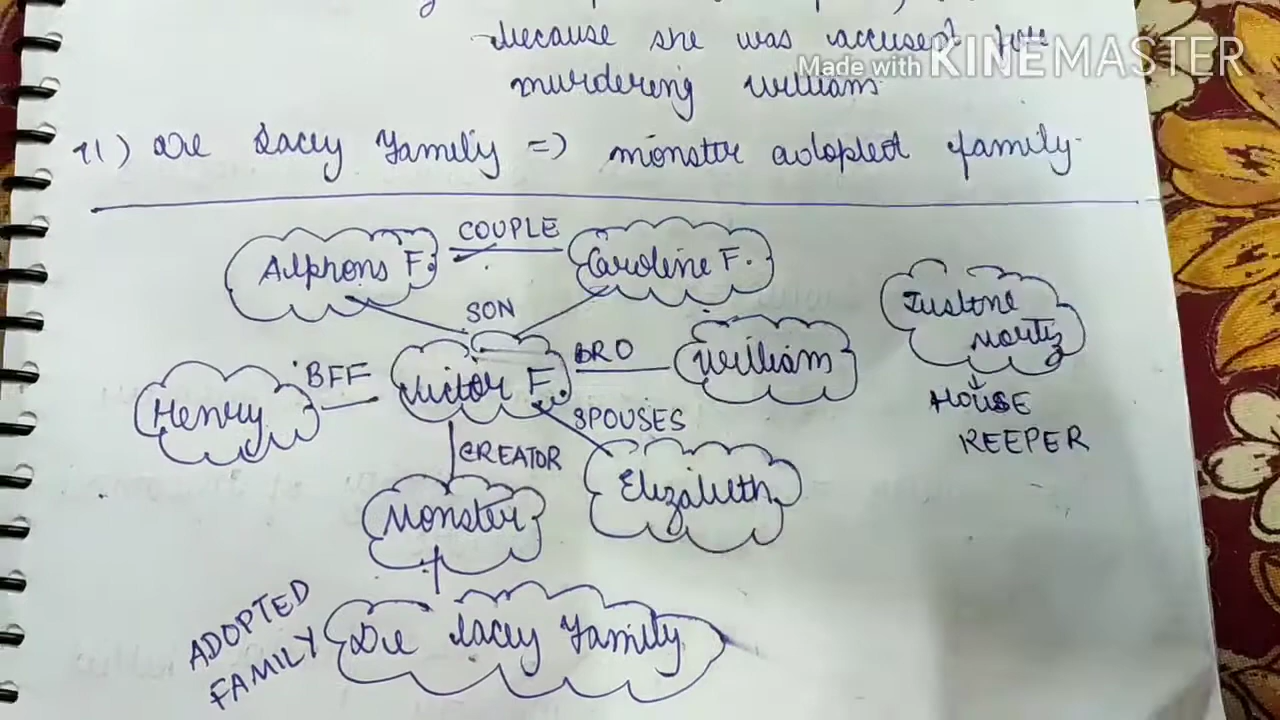 because she was accused for
Made with KINEMASTER
murdering william
11) De Lacey Family => monster adopted family.
COUPLE
Alphons F.
Caroline F.
SON
Justine
Moritz
HOUSE
KEEPER
BRO
William
BFF
Victor F.
Henry
SPOUSES
CREATOR
Elizabeth
Monster
ADOPTED
FAMILY
De Lacey Family